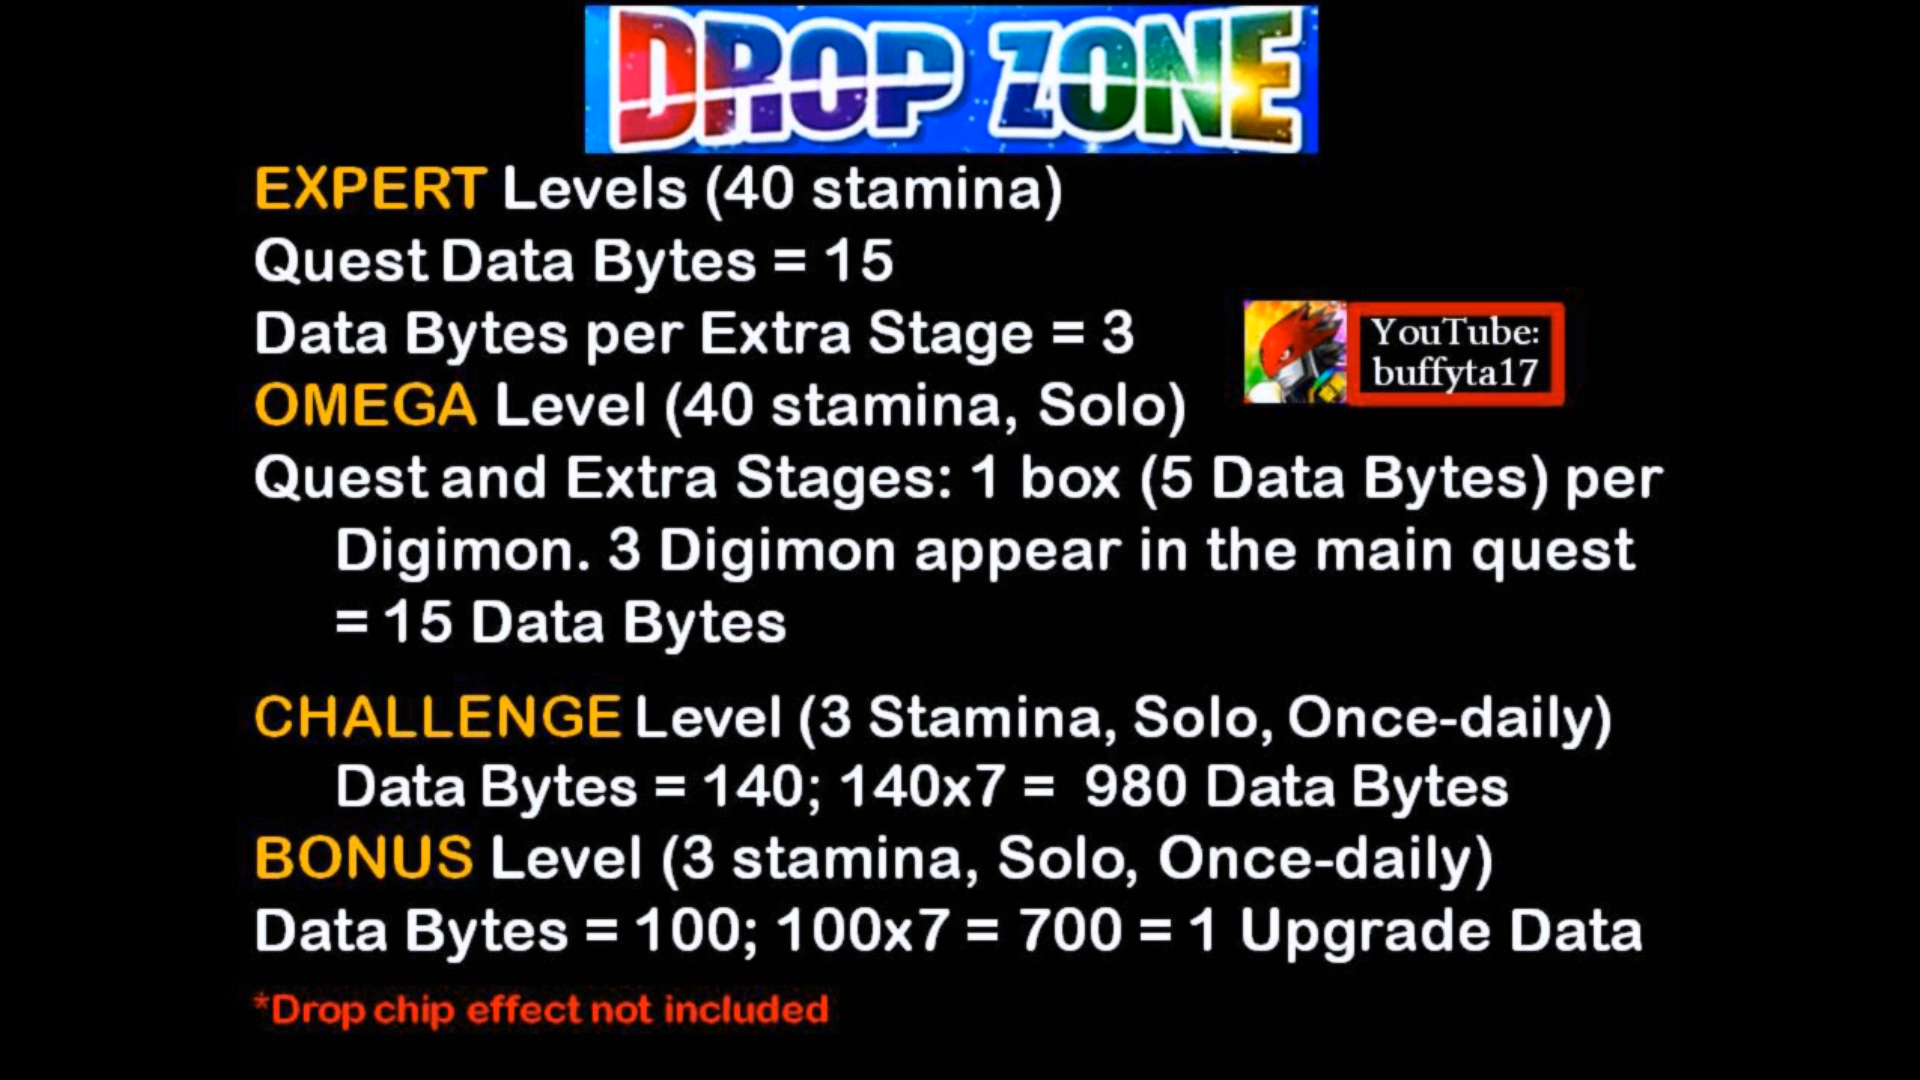 DROP ZONE
EXPERT Levels (40 stamina)
Quest Data Bytes = 15
Data Bytes per Extra Stage = 3
YouTube:
buffyta17
OMEGA Level (40 stamina, Solo)
Quest and Extra Stages: 1 box (5 Data Bytes) per
Digimon. 3 Digimon appear in the main quest
= 15 Data Bytes
CHALLENGE Level (3 Stamina, Solo, Once-daily)
Data Bytes = 140; 140x7 = 980 Data Bytes
BONUS Level (3 stamina, Solo, Once-daily)
Data Bytes = 100; 100x7 = 700 = 1 Upgrade Data
*Drop chip effect not included